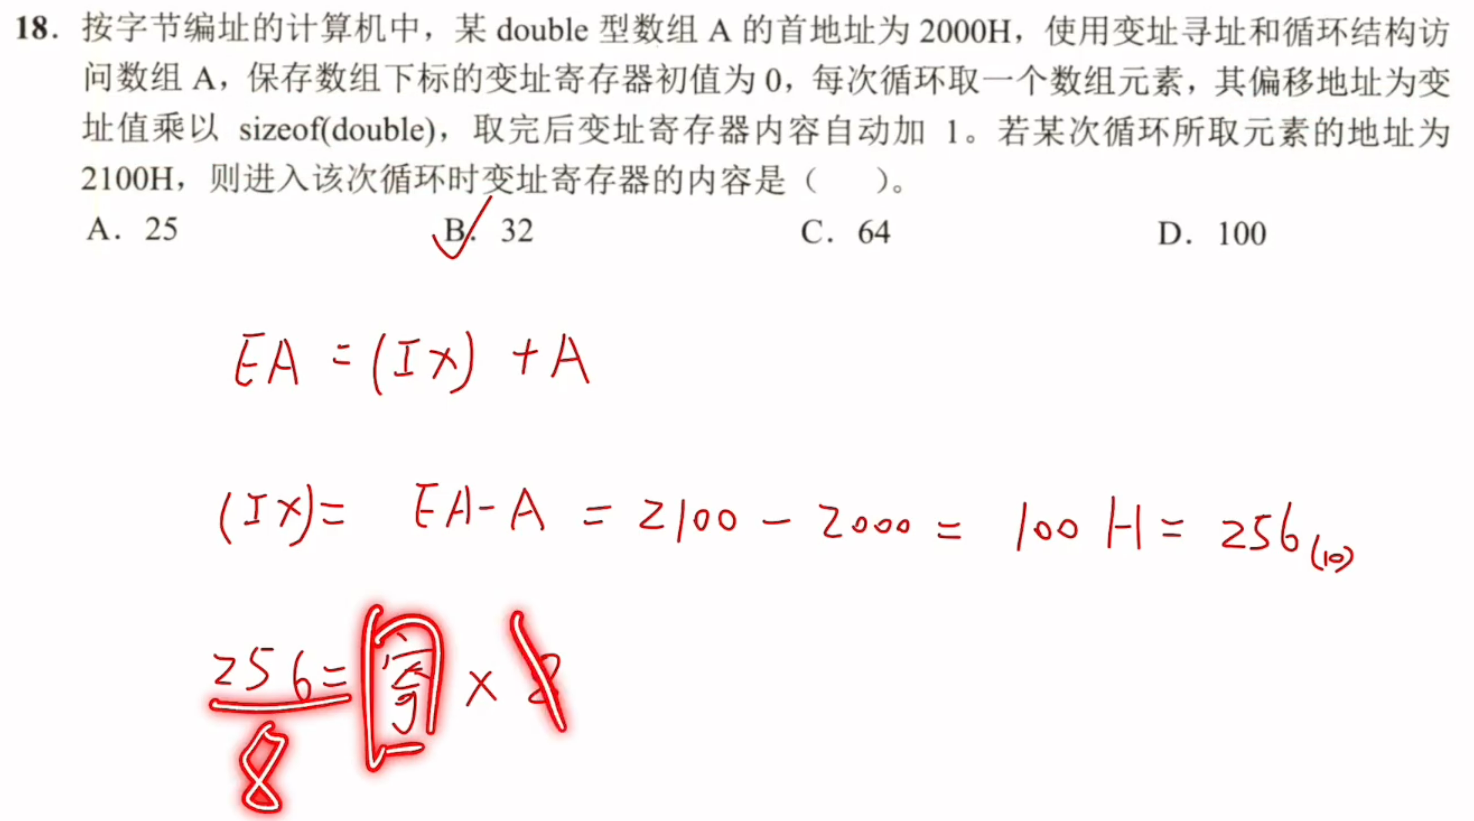 18. 按字节编址的计算机中，某 double 型数组 A 的首地址为 2000H，使用变址寻址和循环结构访
问数组 A，保存数组下标的变址寄存器初值为 0，每次循环取一个数组元素，其偏移地址为变
址值乘以 sizeof(double)，取完后变址寄存器内容自动加 1。若某次循环所取元素的地址为
2100H，则进入该次循环时变址寄存器的内容是（ ）。
A. 25 B. 32 C. 64 D. 100
EA = (IX) + A
(IX) = EA - A = 2100 - 2000 = 100 H = 256(10)
256 = 寄 × 8
8